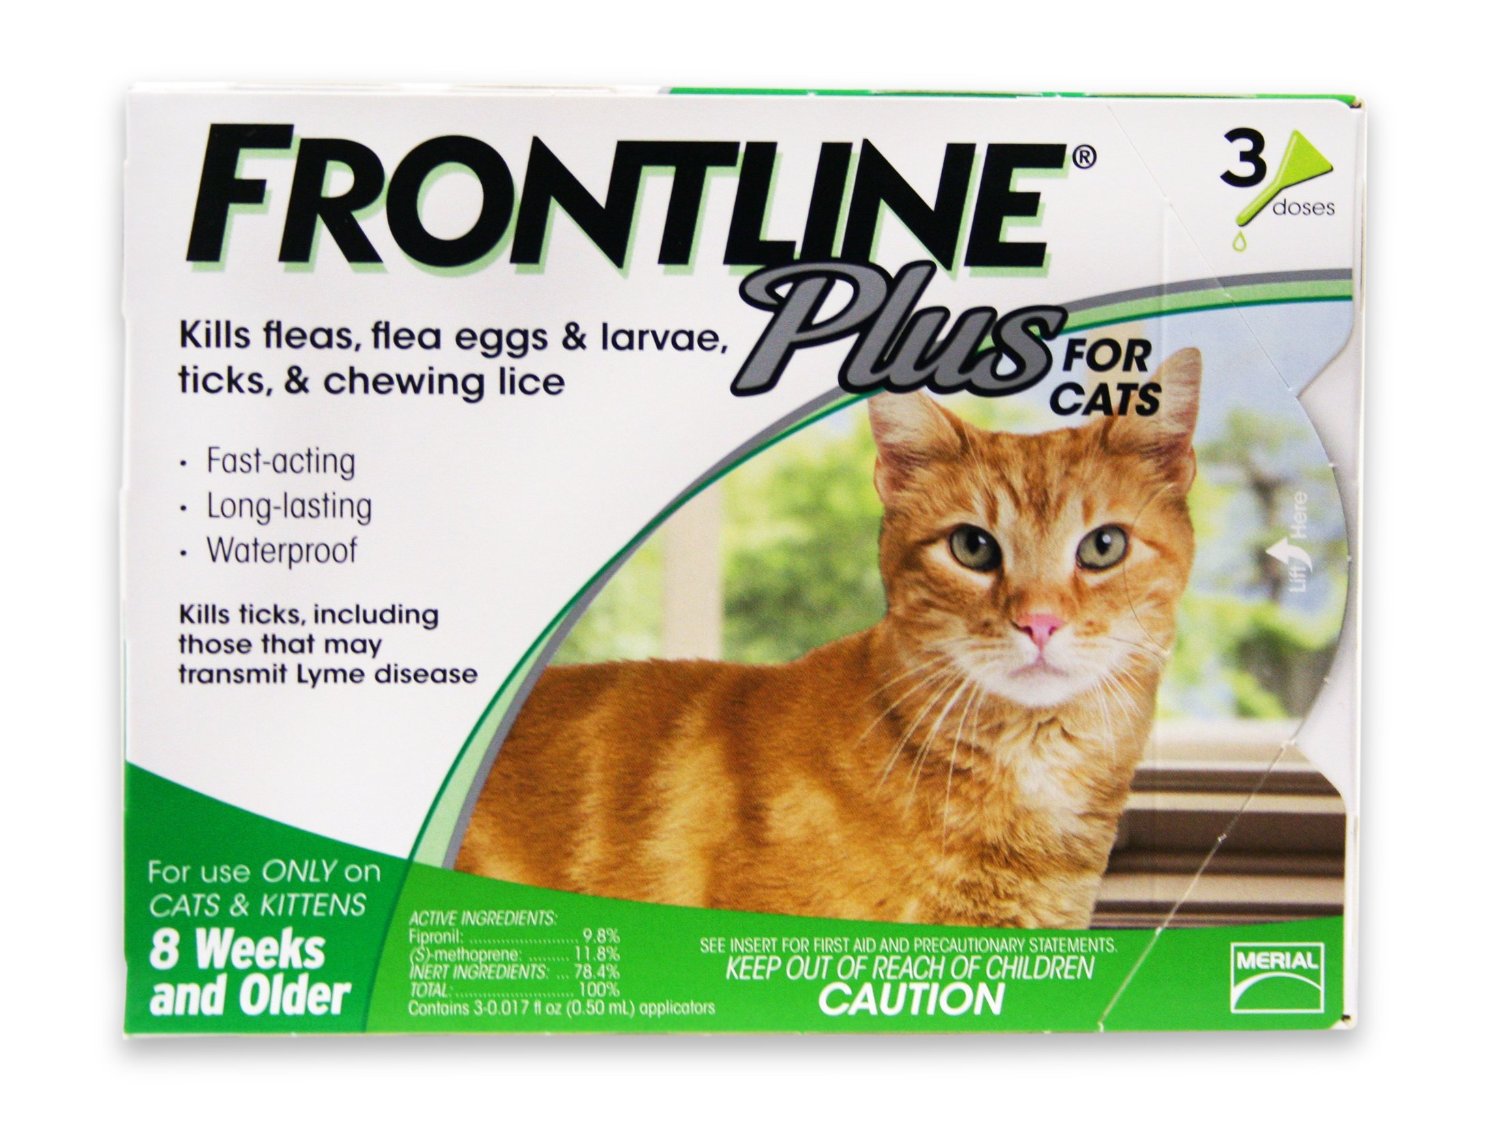 FRONTLINE®
Plus
FOR
CATS
3
doses
Kills fleas, flea eggs & larvae,
ticks, & chewing lice
· Fast-acting
· Long-lasting
· Waterproof
Kills ticks, including
those that may
transmit Lyme disease
Lift Here
For use ONLY on
CATS & KITTENS
8 Weeks
and Older
ACTIVE INGREDIENTS:
Fipronil: ........................ 9.8%
(S)-methoprene: ......... 11.8%
INERT INGREDIENTS: ... 78.4%
TOTAL: .......................... 100%
Contains 3-0.017 fl oz (0.50 mL) applicators
SEE INSERT FOR FIRST AID AND PRECAUTIONARY STATEMENTS.
KEEP OUT OF REACH OF CHILDREN
CAUTION
MERIAL